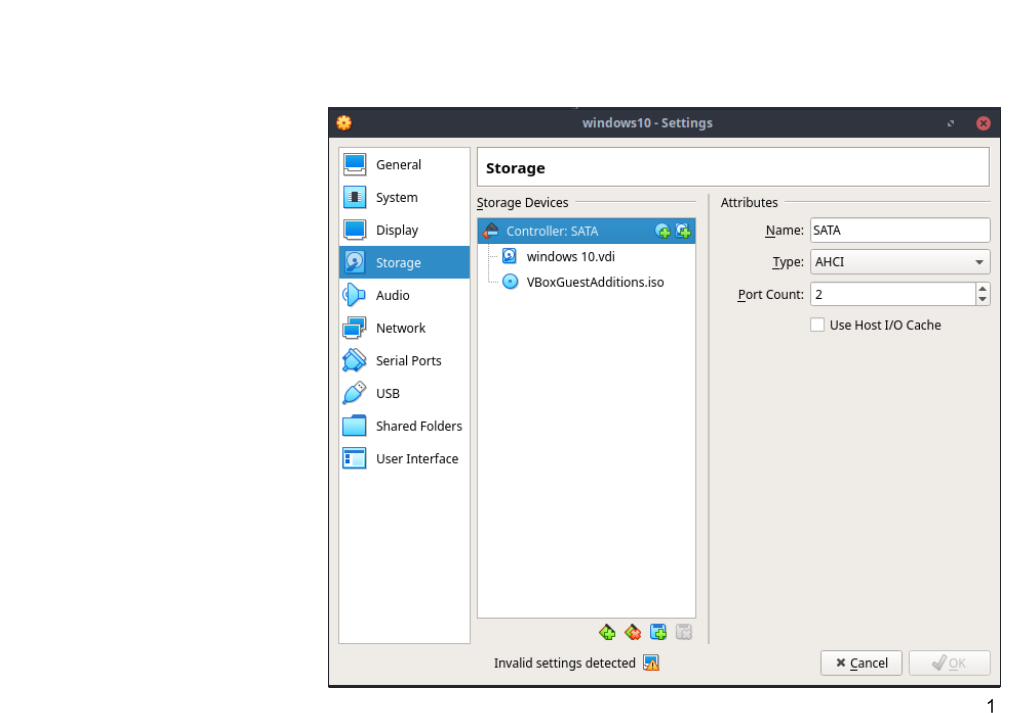 windows10 - Settings
General
System
Display
Storage
Audio
Network
Serial Ports
USB
Shared Folders
User Interface
Storage
Storage Devices
Controller: SATA
windows 10.vdi
VBoxGuestAdditions.iso
Attributes
Name: SATA
Type: AHCI
Port Count: 2
Use Host I/O Cache
Invalid settings detected
Cancel
OK
1